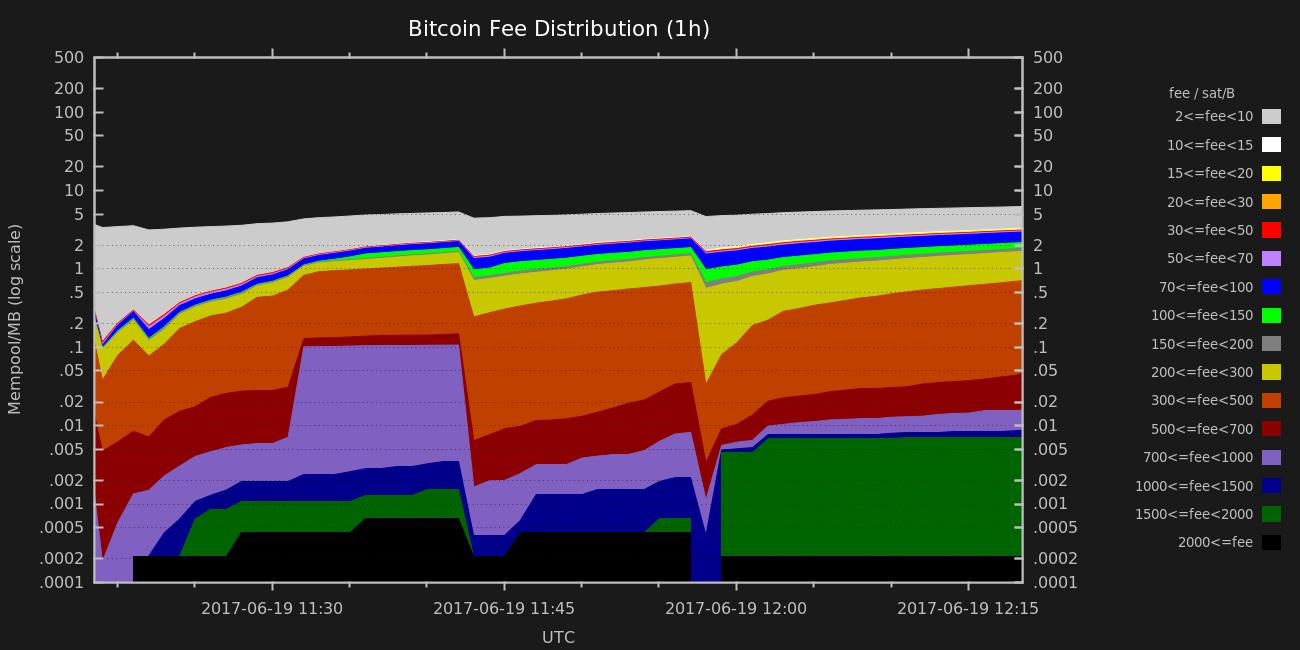 Bitcoin Fee Distribution (1h)
500 500
200 200
100 100
50 50
20 20
10 10
5 5
2 2
1 1
.5 .5
.2 .2
.1 .1
.05 .05
.02 .02
.01 .01
.005 .005
.002 .002
.001 .001
.0005 .0005
.0002 .0002
.0001 .0001
Mempool/MB (log scale)
2017-06-19 11:30 2017-06-19 11:45 2017-06-19 12:00 2017-06-19 12:15
UTC
fee / sat/B
2<=fee<10
10<=fee<15
15<=fee<20
20<=fee<30
30<=fee<50
50<=fee<70
70<=fee<100
100<=fee<150
150<=fee<200
200<=fee<300
300<=fee<500
500<=fee<700
700<=fee<1000
1000<=fee<1500
1500<=fee<2000
2000<=fee